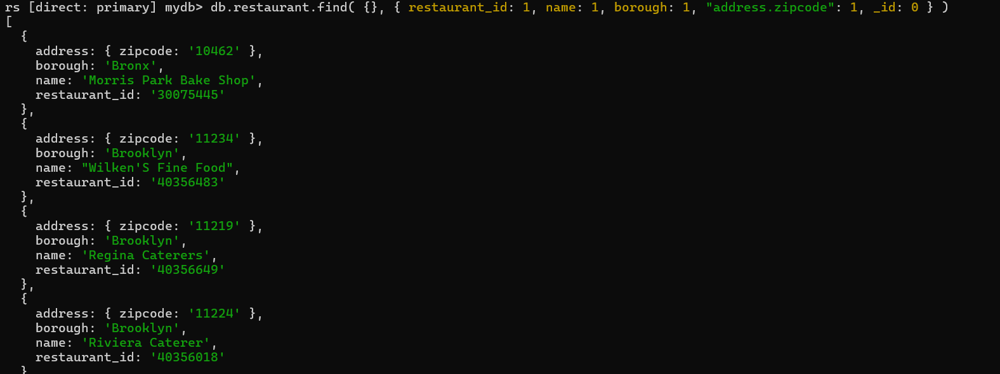 rs [direct: primary] mydb> db.restaurant.find( {}, { restaurant_id: 1, name: 1, borough: 1, "address.zipcode": 1, _id: 0 } )
[
  {
    address: { zipcode: '10462' },
    borough: 'Bronx',
    name: 'Morris Park Bake Shop',
    restaurant_id: '30075445'
  },
  {
    address: { zipcode: '11234' },
    borough: 'Brooklyn',
    name: "Wilken'S Fine Food",
    restaurant_id: '40356483'
  },
  {
    address: { zipcode: '11219' },
    borough: 'Brooklyn',
    name: 'Regina Caterers',
    restaurant_id: '40356649'
  },
  {
    address: { zipcode: '11224' },
    borough: 'Brooklyn',
    name: 'Riviera Caterer',
    restaurant_id: '40356018'
  }